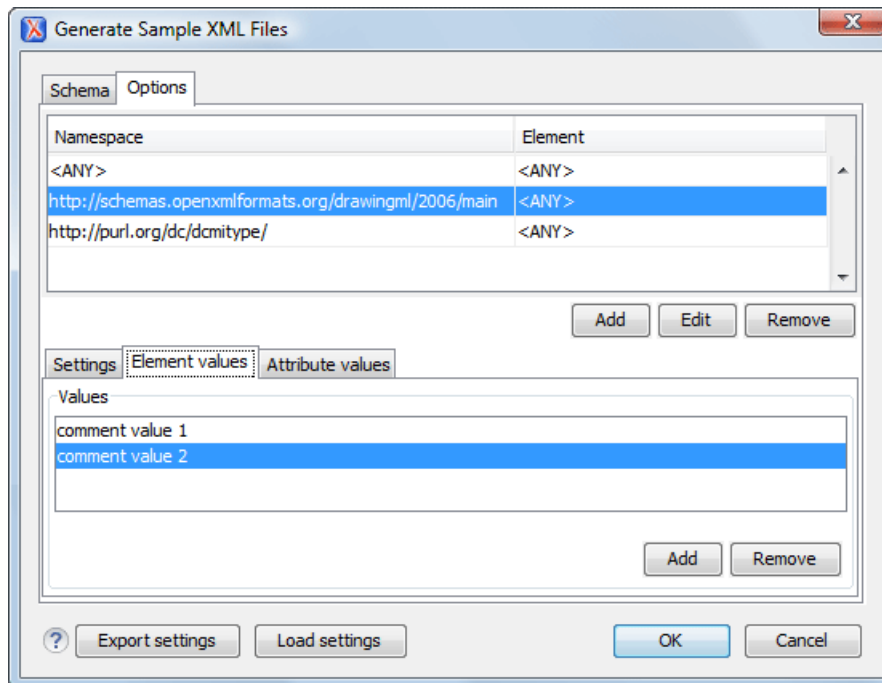 Generate Sample XML Files
Schema Options
Namespace Element
<ANY> <ANY>
http://schemas.openxmlformats.org/drawingml/2006/main <ANY>
http://purl.org/dc/dcmitype/ <ANY>
Add Edit Remove
Settings Element values Attribute values
Values
comment value 1
comment value 2
Add Remove
? Export settings Load settings OK Cancel